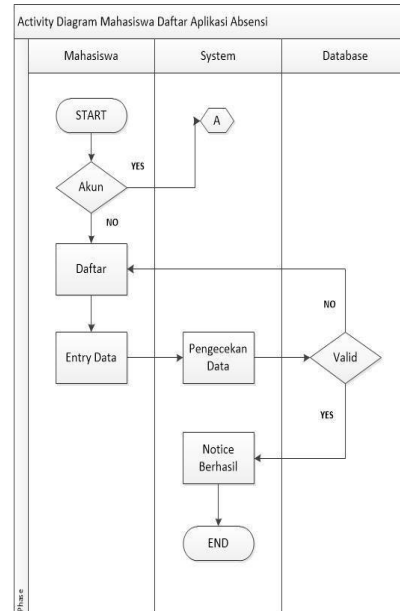 Activity Diagram Mahasiswa Daftar Aplikasi Absensi
Mahasiswa
System
Database
START
A
YES
Akun
NO
Daftar
NO
Entry Data
Pengecekan
Data
Valid
YES
Notice
Berhasil
END
Phase